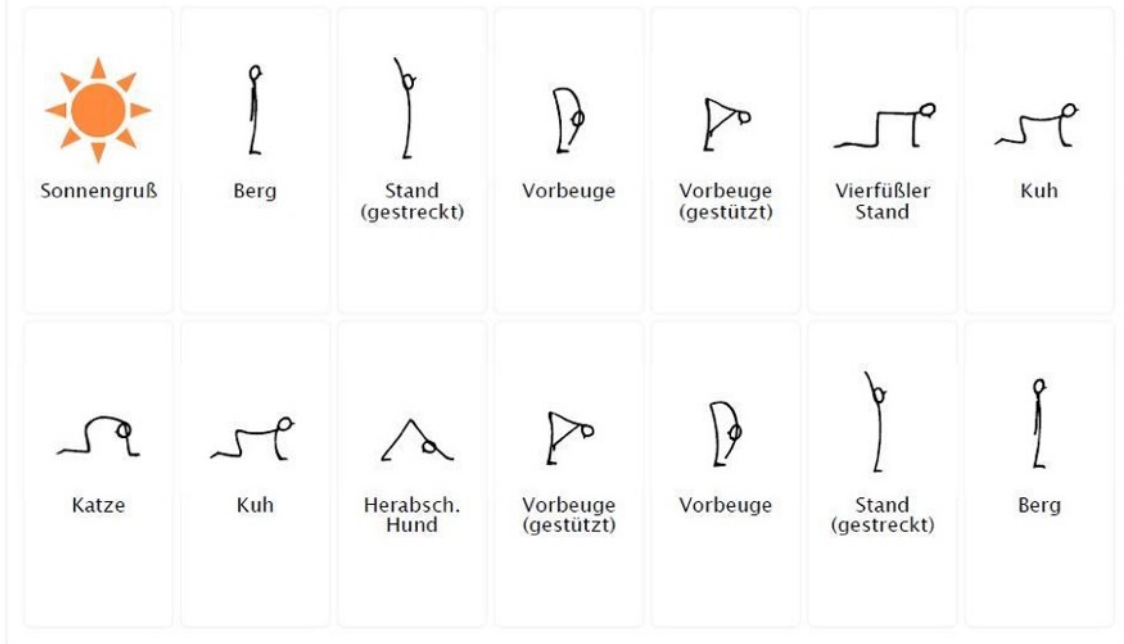 Sonnengruß
Berg
Stand
(gestreckt)
Vorbeuge
Vorbeuge
(gestützt)
Vierfüßler
Stand
Kuh
Katze
Kuh
Herabsch.
Hund
Vorbeuge
(gestützt)
Vorbeuge
Stand
(gestreckt)
Berg